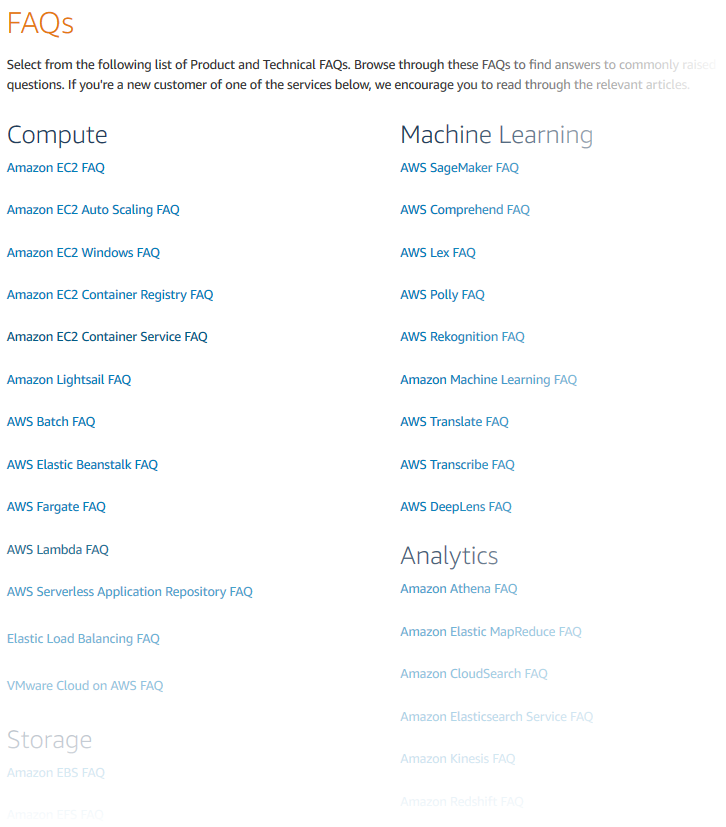 FAQs
Select from the following list of Product and Technical FAQs. Browse through these FAQs to find answers to commonly raised
questions. If you're a new customer of one of the services below, we encourage you to read through the relevant articles.
Compute
Amazon EC2 FAQ
Amazon EC2 Auto Scaling FAQ
Amazon EC2 Windows FAQ
Amazon EC2 Container Registry FAQ
Amazon EC2 Container Service FAQ
Amazon Lightsail FAQ
AWS Batch FAQ
AWS Elastic Beanstalk FAQ
AWS Fargate FAQ
AWS Lambda FAQ
AWS Serverless Application Repository FAQ
Elastic Load Balancing FAQ
VMware Cloud on AWS FAQ
Storage
Amazon EBS FAQ
Amazon EFS FAQ
Machine Learning
AWS SageMaker FAQ
AWS Comprehend FAQ
AWS Lex FAQ
AWS Polly FAQ
AWS Rekognition FAQ
Amazon Machine Learning FAQ
AWS Translate FAQ
AWS Transcribe FAQ
AWS DeepLens FAQ
Analytics
Amazon Athena FAQ
Amazon Elastic MapReduce FAQ
Amazon CloudSearch FAQ
Amazon Elasticsearch Service FAQ
Amazon Kinesis FAQ
Amazon Redshift FAQ